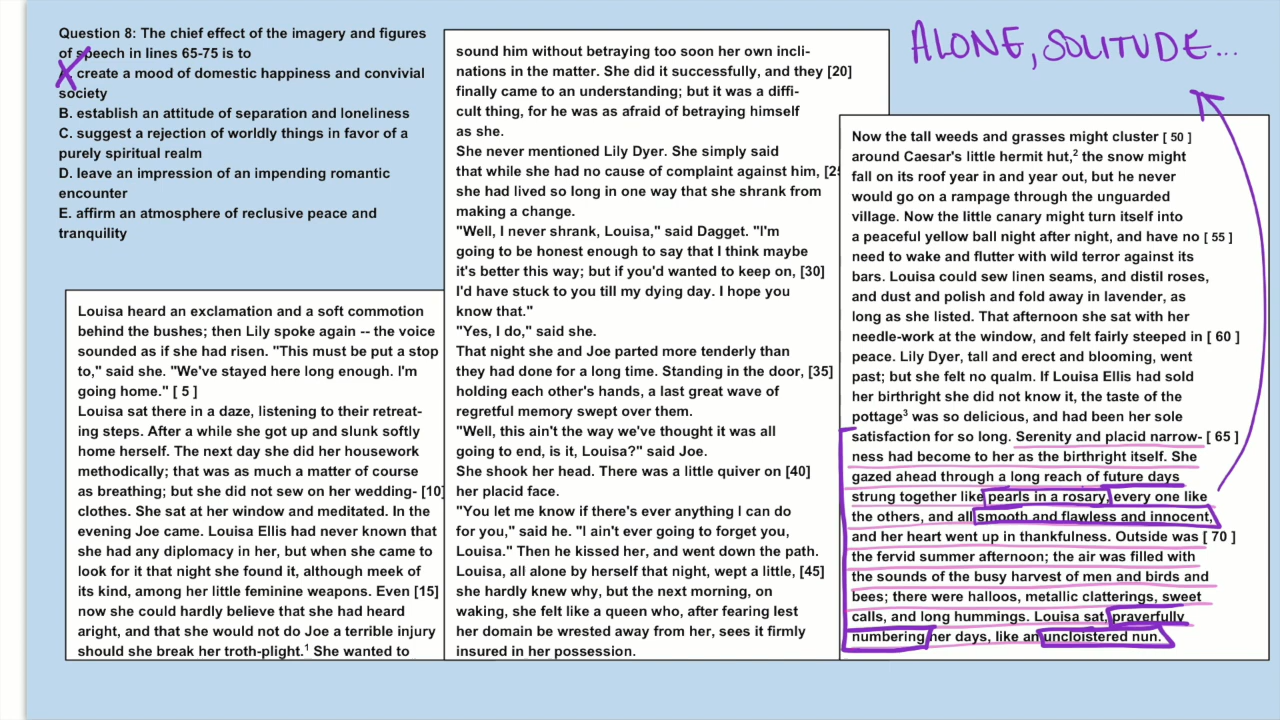 Question 8: The chief effect of the imagery and figures
of speech in lines 65-75 is to
A. create a mood of domestic happiness and convivial
society
B. establish an attitude of separation and loneliness
C. suggest a rejection of worldly things in favor of a
purely spiritual realm
D. leave an impression of an impending romantic
encounter
E. affirm an atmosphere of reclusive peace and
tranquility
Louisa heard an exclamation and a soft commotion
behind the bushes; then Lily spoke again -- the voice
sounded as if she had risen. "This must be put a stop
to," said she. "We've stayed here long enough. I'm
going home." [ 5 ]
Louisa sat there in a daze, listening to their retreat-
ing steps. After a while she got up and slunk softly
home herself. The next day she did her housework
methodically; that was as much a matter of course
as breathing; but she did not sew on her wedding- [10]
clothes. She sat at her window and meditated. In the
evening Joe came. Louisa Ellis had never known that
she had any diplomacy in her, but when she came to
look for it that night she found it, although meek of
its kind, among her little feminine weapons. Even [15]
now she could hardly believe that she had heard
aright, and that she would not do Joe a terrible injury
should she break her troth-plight.¹ She wanted to
sound him without betraying too soon her own incli-
nations in the matter. She did it successfully, and they [20]
finally came to an understanding; but it was a diffi-
cult thing, for he was as afraid of betraying himself
as she.
She never mentioned Lily Dyer. She simply said
that while she had no cause of complaint against him, [25
she had lived so long in one way that she shrank from
making a change.
"Well, I never shrank, Louisa," said Dagget. "I'm
going to be honest enough to say that I think maybe
it's better this way; but if you'd wanted to keep on, [30]
I'd have stuck to you till my dying day. I hope you
know that."
"Yes, I do," said she.
That night she and Joe parted more tenderly than
they had done for a long time. Standing in the door, [35]
holding each other's hands, a last great wave of
regretful memory swept over them.
"Well, this ain't the way we've thought it was all
going to end, is it, Louisa?" said Joe.
She shook her head. There was a little quiver on [40]
her placid face.
"You let me know if there's ever anything I can do
for you," said he. "I ain't ever going to forget you,
Louisa." Then he kissed her, and went down the path.
Louisa, all alone by herself that night, wept a little, [45]
she hardly knew why, but the next morning, on
waking, she felt like a queen who, after fearing lest
her domain be wrested away from her, sees it firmly
insured in her possession.
ALONE, SOLITUDE...
Now the tall weeds and grasses might cluster [ 50 ]
around Caesar's little hermit hut,² the snow might
fall on its roof year in and year out, but he never
would go on a rampage through the unguarded
village. Now the little canary might turn itself into
a peaceful yellow ball night after night, and have no [ 55 ]
need to wake and flutter with wild terror against its
bars. Louisa could sew linen seams, and distil roses,
and dust and polish and fold away in lavender, as
long as she listed. That afternoon she sat with her
needle-work at the window, and felt fairly steeped in [ 60 ]
peace. Lily Dyer, tall and erect and blooming, went
past; but she felt no qualm. If Louisa Ellis had sold
her birthright she did not know it, the taste of the
pottage³ was so delicious, and had been her sole
satisfaction for so long. Serenity and placid narrow- [ 65 ]
ness had become to her as the birthright itself. She
gazed ahead through a long reach of future days
strung together like pearls in a rosary, every one like
the others, and all smooth and flawless and innocent,
and her heart went up in thankfulness. Outside was [ 70 ]
the fervid summer afternoon; the air was filled with
the sounds of the busy harvest of men and birds and
bees; there were halloos, metallic clatterings, sweet
calls, and long hummings. Louisa sat, prayerfully
numbering her days, like an uncloistered nun.